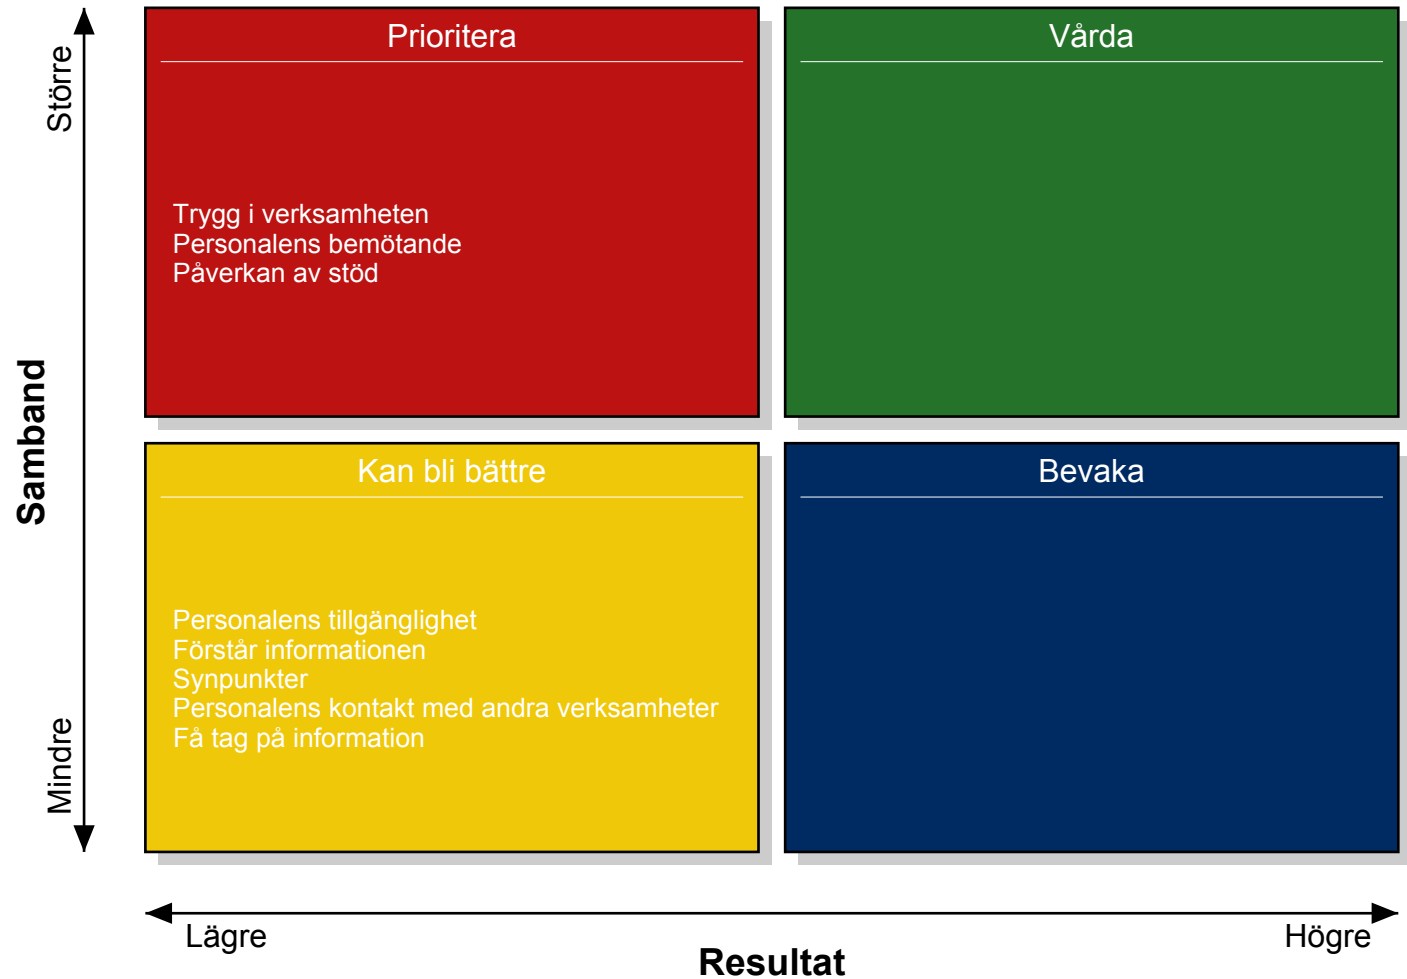 Större
Samband
Mindre
Prioritera
Trygg i verksamheten
Personalens bemötande
Påverkan av stöd
Vårda
Kan bli bättre
Personalens tillgänglighet
Förstår informationen
Synpunkter
Personalens kontakt med andra verksamheter
Få tag på information
Bevaka
Lägre
Högre
Resultat